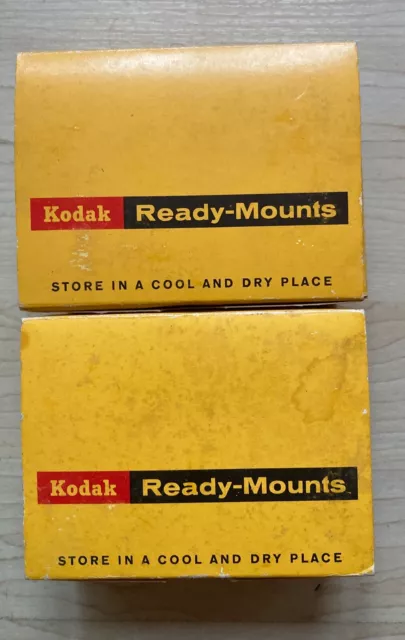 Kodak Ready-Mounts
STORE IN A COOL AND DRY PLACE
Kodak Ready-Mounts
STORE IN A COOL AND DRY PLACE